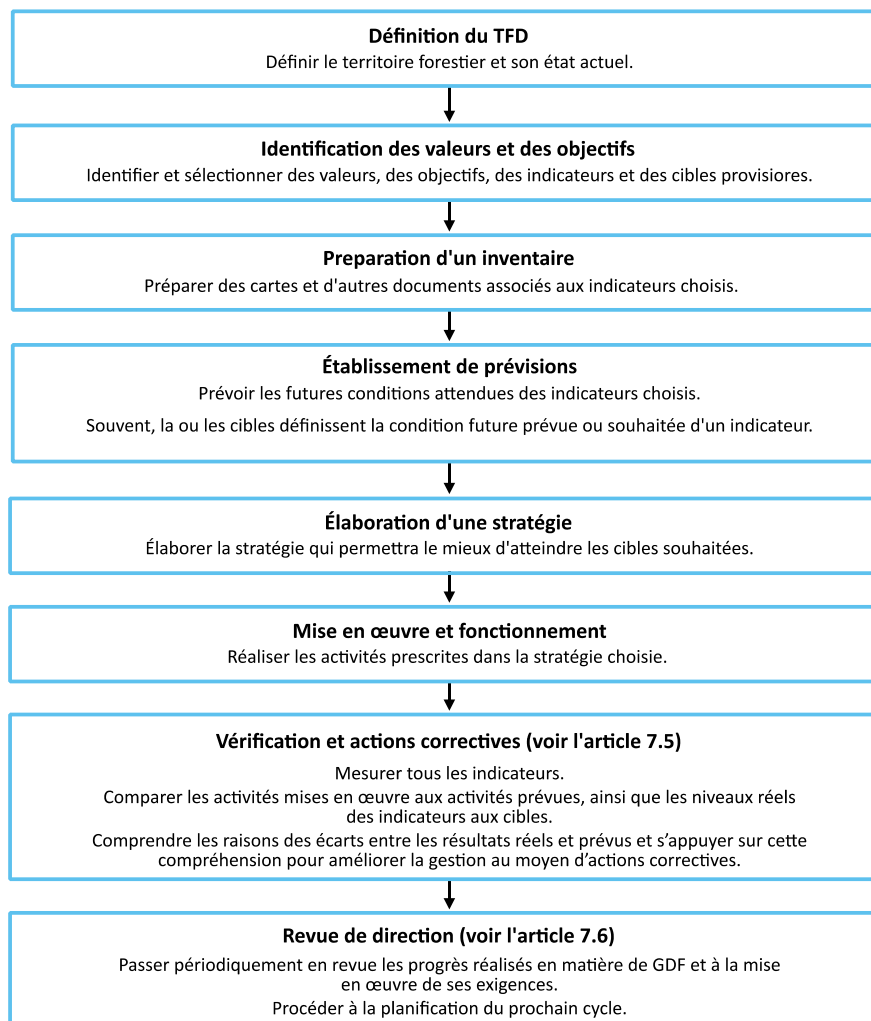 Définition du TFD
Définir le territoire forestier et son état actuel.
Identification des valeurs et des objectifs
Identifier et sélectionner des valeurs, des objectifs, des indicateurs et des cibles provisiores.
Preparation d'un inventaire
Préparer des cartes et d'autres documents associés aux indicateurs choisis.
Établissement de prévisions
Prévoir les futures conditions attendues des indicateurs choisis.
Souvent, la ou les cibles définissent la condition future prévue ou souhaitée d'un indicateur.
Élaboration d'une stratégie
Élaborer la stratégie qui permettra le mieux d'atteindre les cibles souhaitées.
Mise en œuvre et fonctionnement
Réaliser les activités prescrites dans la stratégie choisie.
Vérification et actions correctives (voir l'article 7.5)
Mesurer tous les indicateurs.
Comparer les activités mises en œuvre aux activités prévues, ainsi que les niveaux réels
des indicateurs aux cibles.
Comprendre les raisons des écarts entre les résultats réels et prévus et s’appuyer sur cette
compréhension pour améliorer la gestion au moyen d’actions correctives.
Revue de direction (voir l'article 7.6)
Passer périodiquement en revue les progrès réalisés en matière de GDF et à la mise
en œuvre de ses exigences.
Procéder à la planification du prochain cycle.